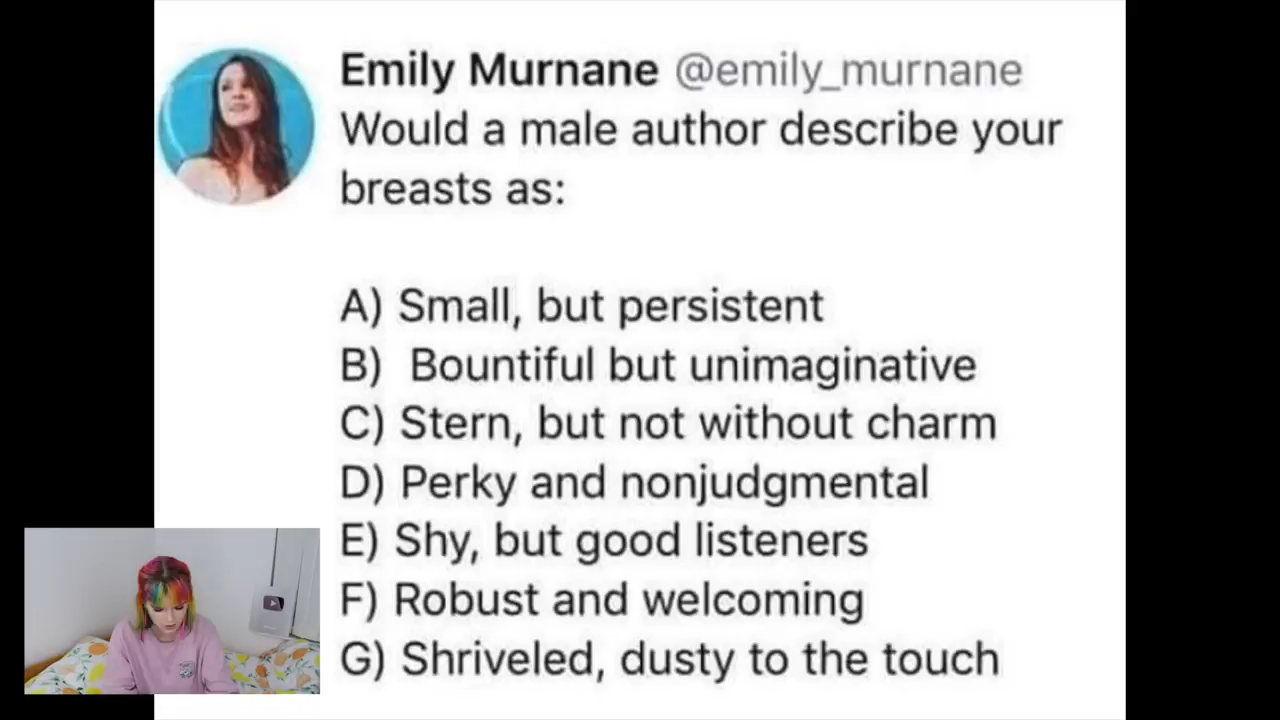 Emily Murnane @emily_murnane
Would a male author describe your
breasts as:
A) Small, but persistent
B) Bountiful but unimaginative
C) Stern, but not without charm
D) Perky and nonjudgmental
E) Shy, but good listeners
F) Robust and welcoming
G) Shriveled, dusty to the touch